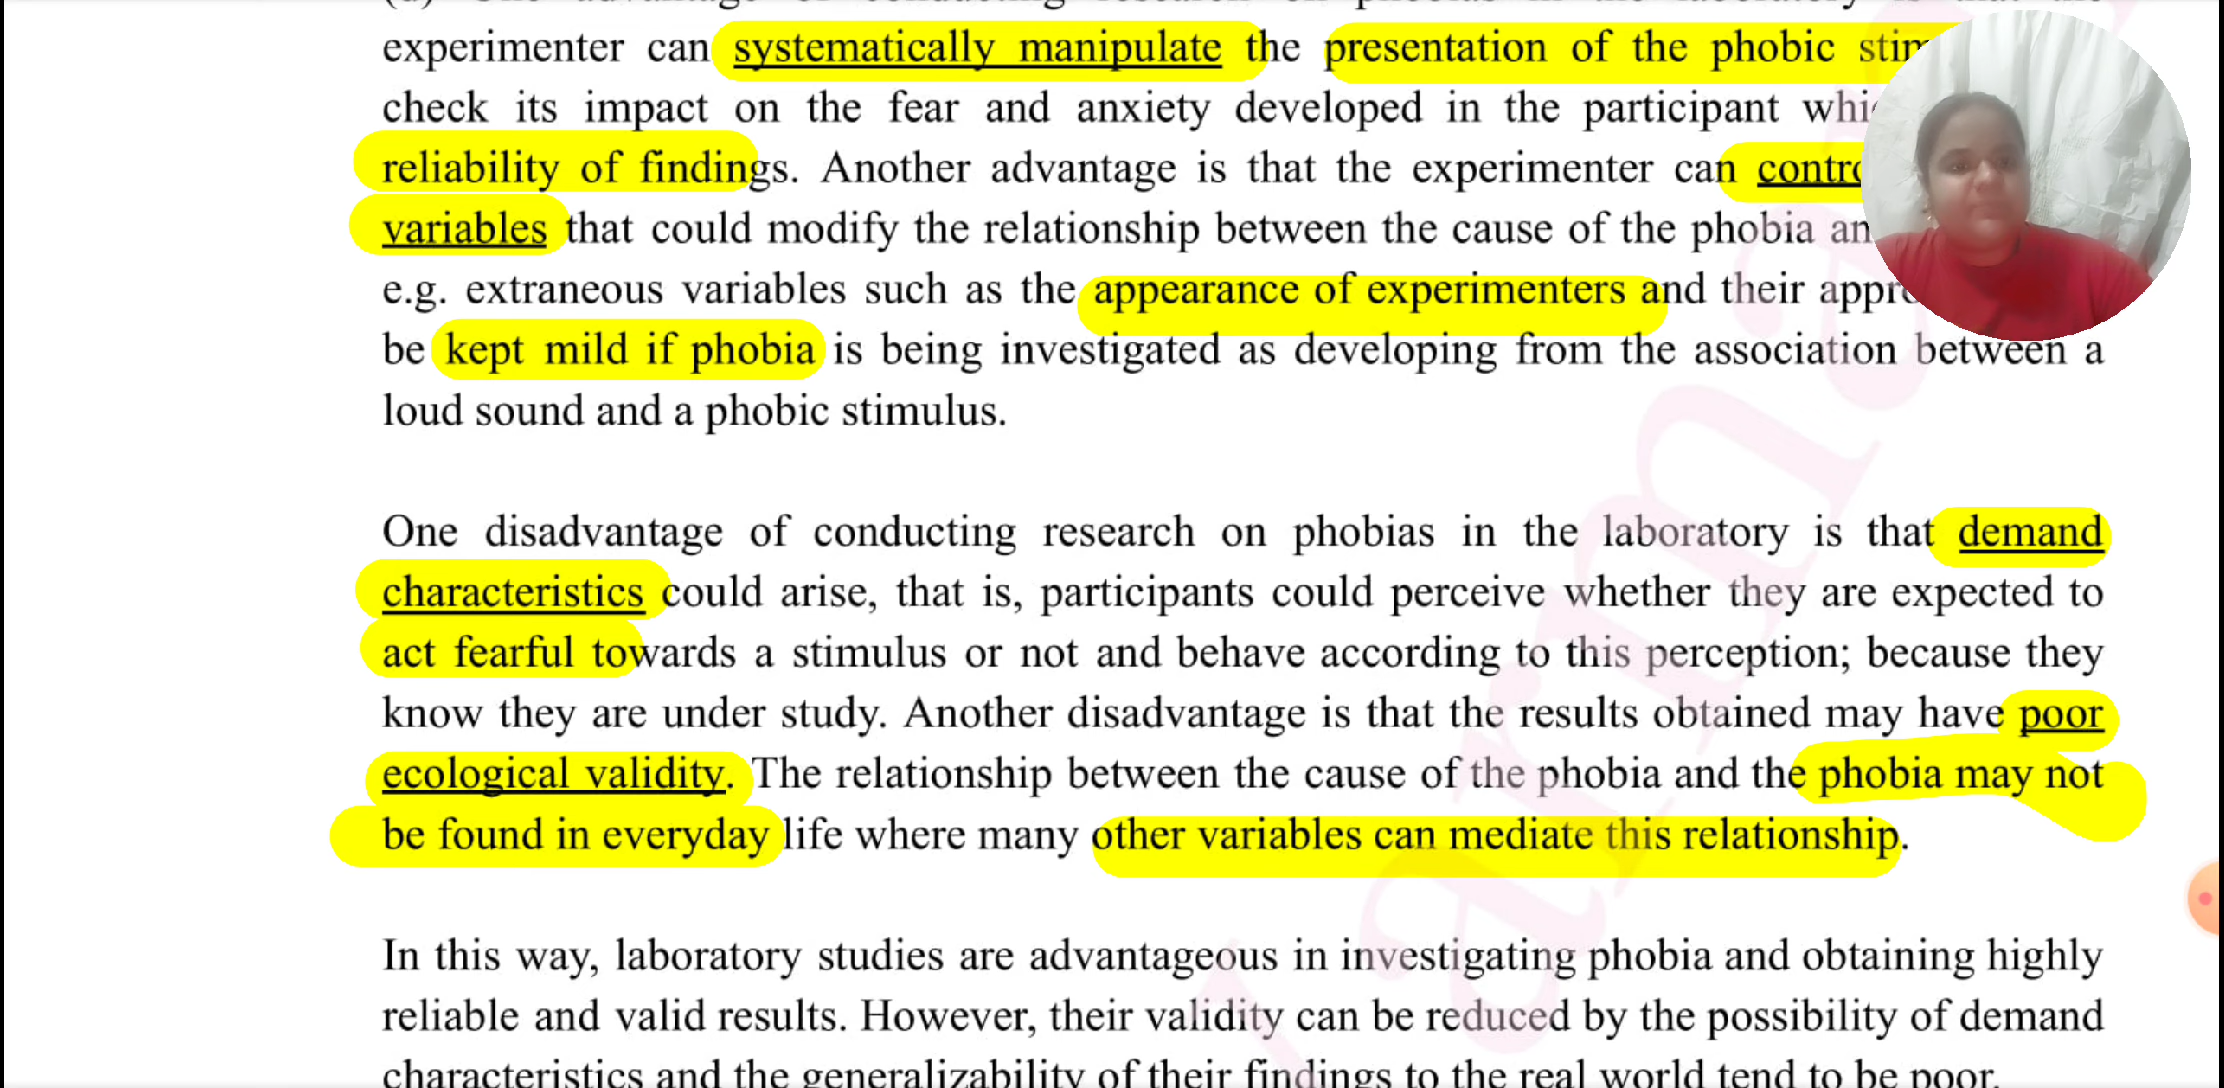 experimenter can systematically manipulate the presentation of the phobic
check its impact on the fear and anxiety developed in the participant
reliability of findings. Another advantage is that the experimenter can
variables that could modify the relationship between the cause of the phobia
e.g. extraneous variables such as the appearance of experimenters and their
be kept mild if phobia is being investigated as developing from the association between a
loud sound and a phobic stimulus.
One disadvantage of conducting research on phobias in the laboratory is that demand
characteristics could arise, that is, participants could perceive whether they are expected to
act fearful towards a stimulus or not and behave according to this perception; because they
know they are under study. Another disadvantage is that the results obtained may have poor
ecological validity. The relationship between the cause of the phobia and the phobia may not
be found in everyday life where many other variables can mediate this relationship.
In this way, laboratory studies are advantageous in investigating phobia and obtaining highly
reliable and valid results. However, their validity can be reduced by the possibility of demand
characteristics and the generalizability of their findings to the real world tend to be poor.